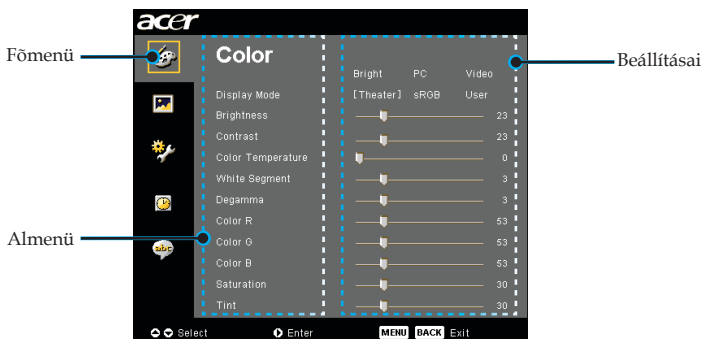 acer
Fõmenü
Color
Beállításai
Bright PC Video
Display Mode [Theater] sRGB User
Brightness 23
Contrast 23
Color Temperature 0
White Segment 3
Degamma 3
Color R 53
Almenü
Color G 53
abc
Color B 53
Saturation 30
Tint 30
Select Enter MENU BACK Exit